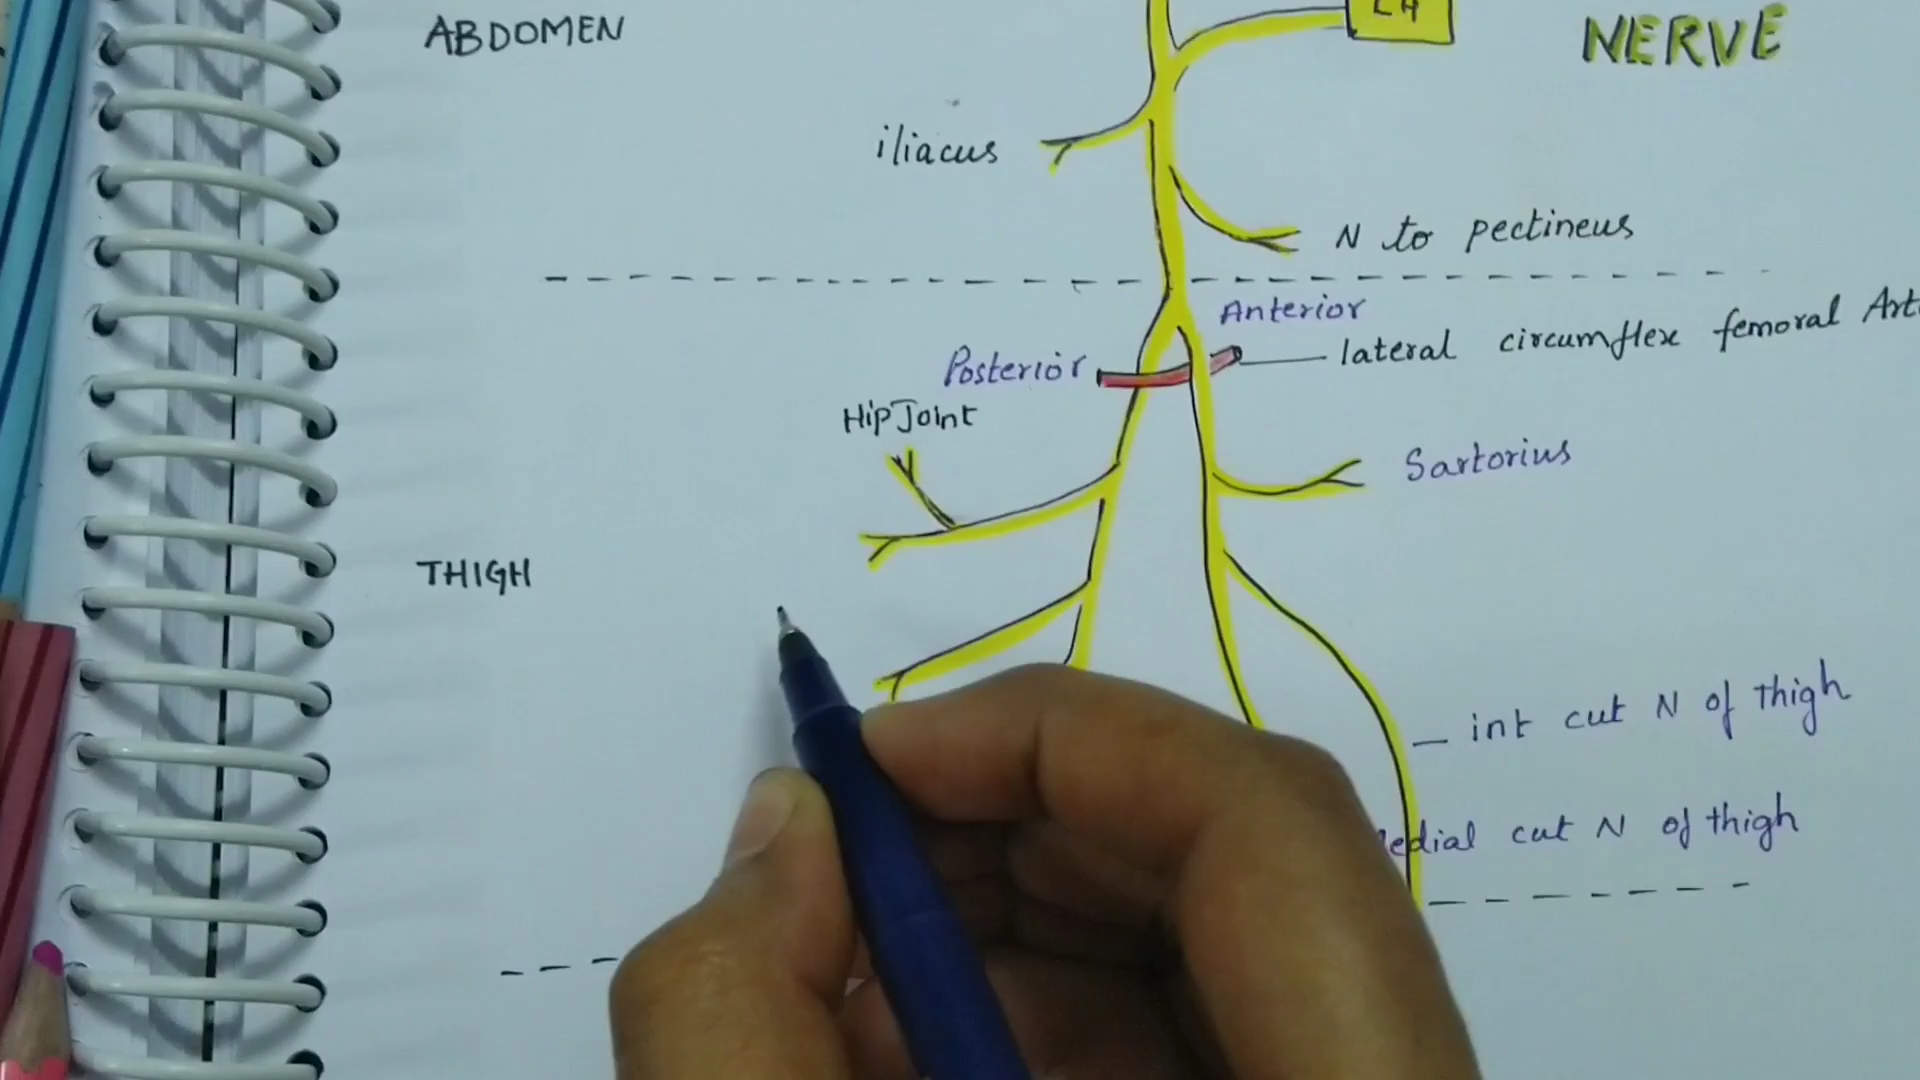 ABDOMEN
L4
NERVE
iliacus
N to pectineus
Anterior
lateral circumflex femoral
Posterior
Hip Joint
Sartorius
THIGH
int cut N of thigh
cut N of thigh